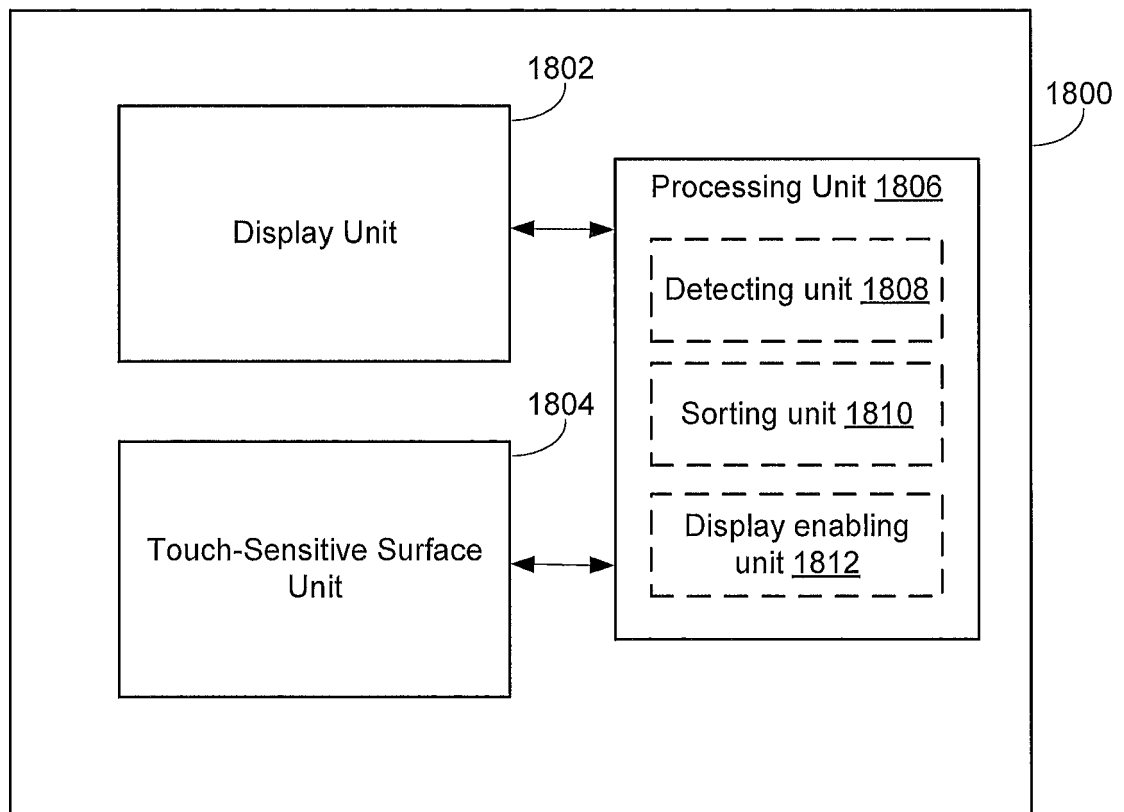 1802
1800
Display Unit
Processing Unit 1806
Detecting unit 1808
Sorting unit 1810
Display enabling
unit 1812
1804
Touch-Sensitive Surface
Unit